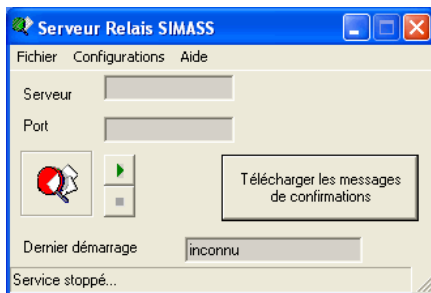 Serveur Relais SIMASS
Fichier Configurations Aide
Serveur
Port
Télécharger les messages
de confirmations
Dernier démarrage inconnu
Service stoppé...